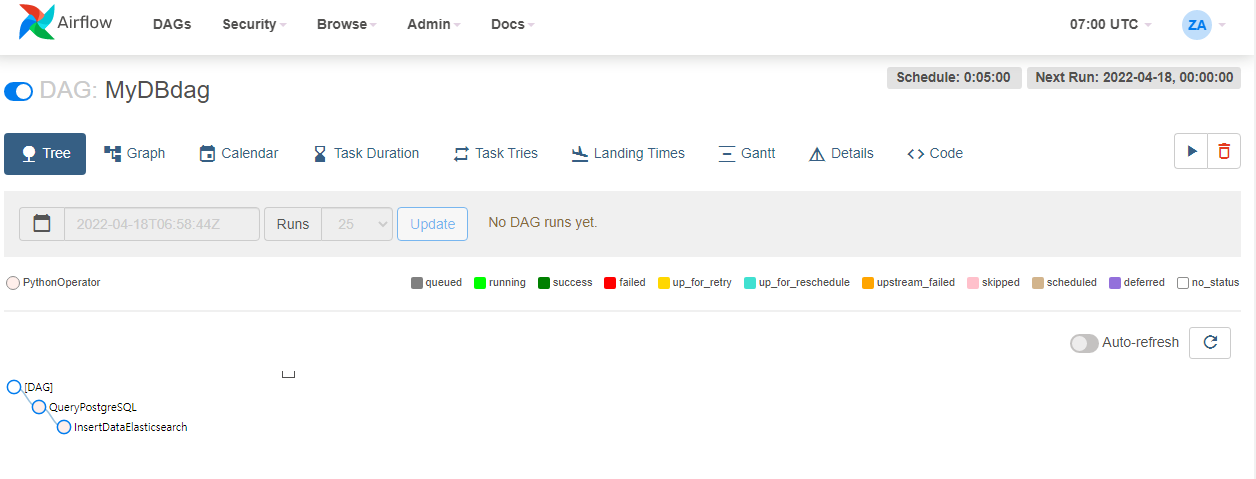 Airflow DAGs Security Browse Admin Docs 07:00 UTC ZA
Schedule: 0:05:00 Next Run: 2022-04-18, 00:00:00
DAG: MyDBdag
Tree Graph Calendar Task Duration Task Tries Landing Times Gantt Details Code
2022-04-18T06:58:44Z Runs 25 Update No DAG runs yet.
PythonOperator queued running success failed up_for_retry up_for_reschedule upstream_failed skipped scheduled deferred no_status
Auto-refresh
[DAG]
QueryPostgreSQL
InsertDataElasticsearch